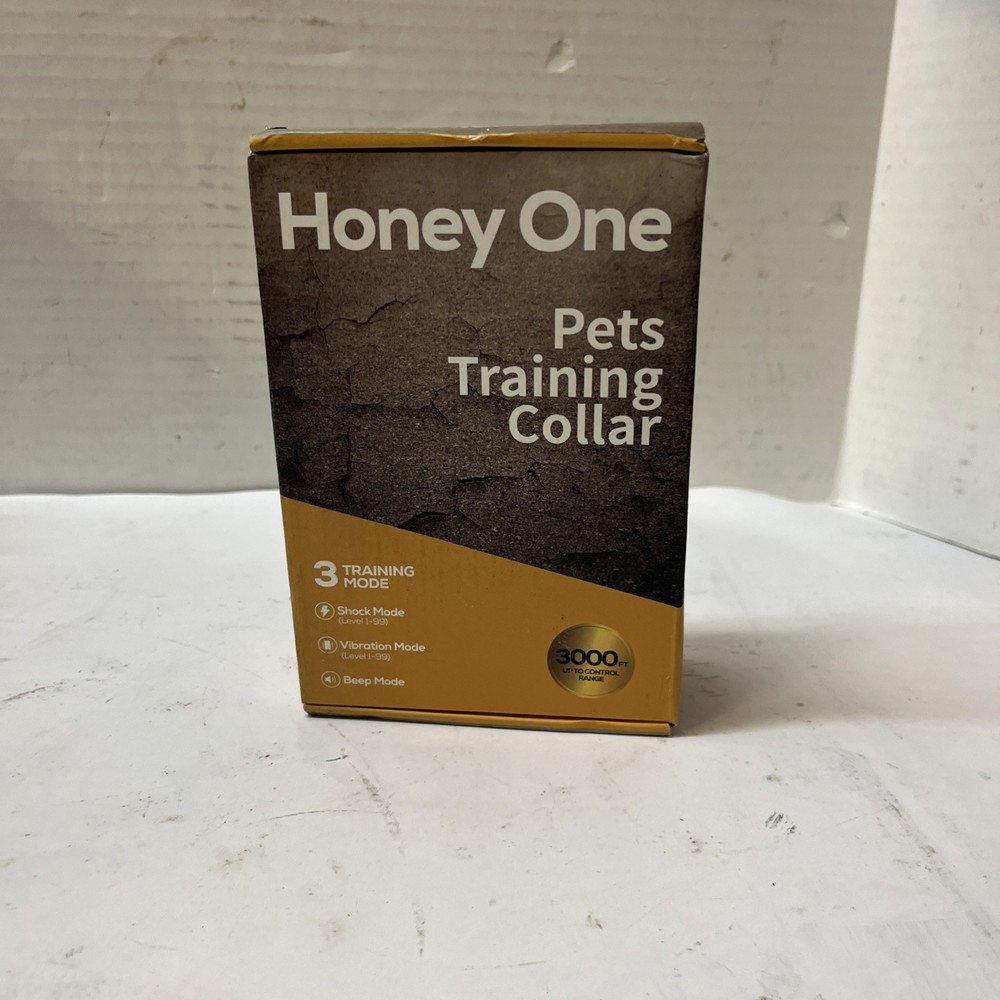 Honey One
Pets
Training
Collar
3 TRAINING
MODE
Shock Mode
(Level 1-99)
Vibration Mode
(Level 1-99)
Beep Mode
3000FT
UP TO CONTROL
RANGE